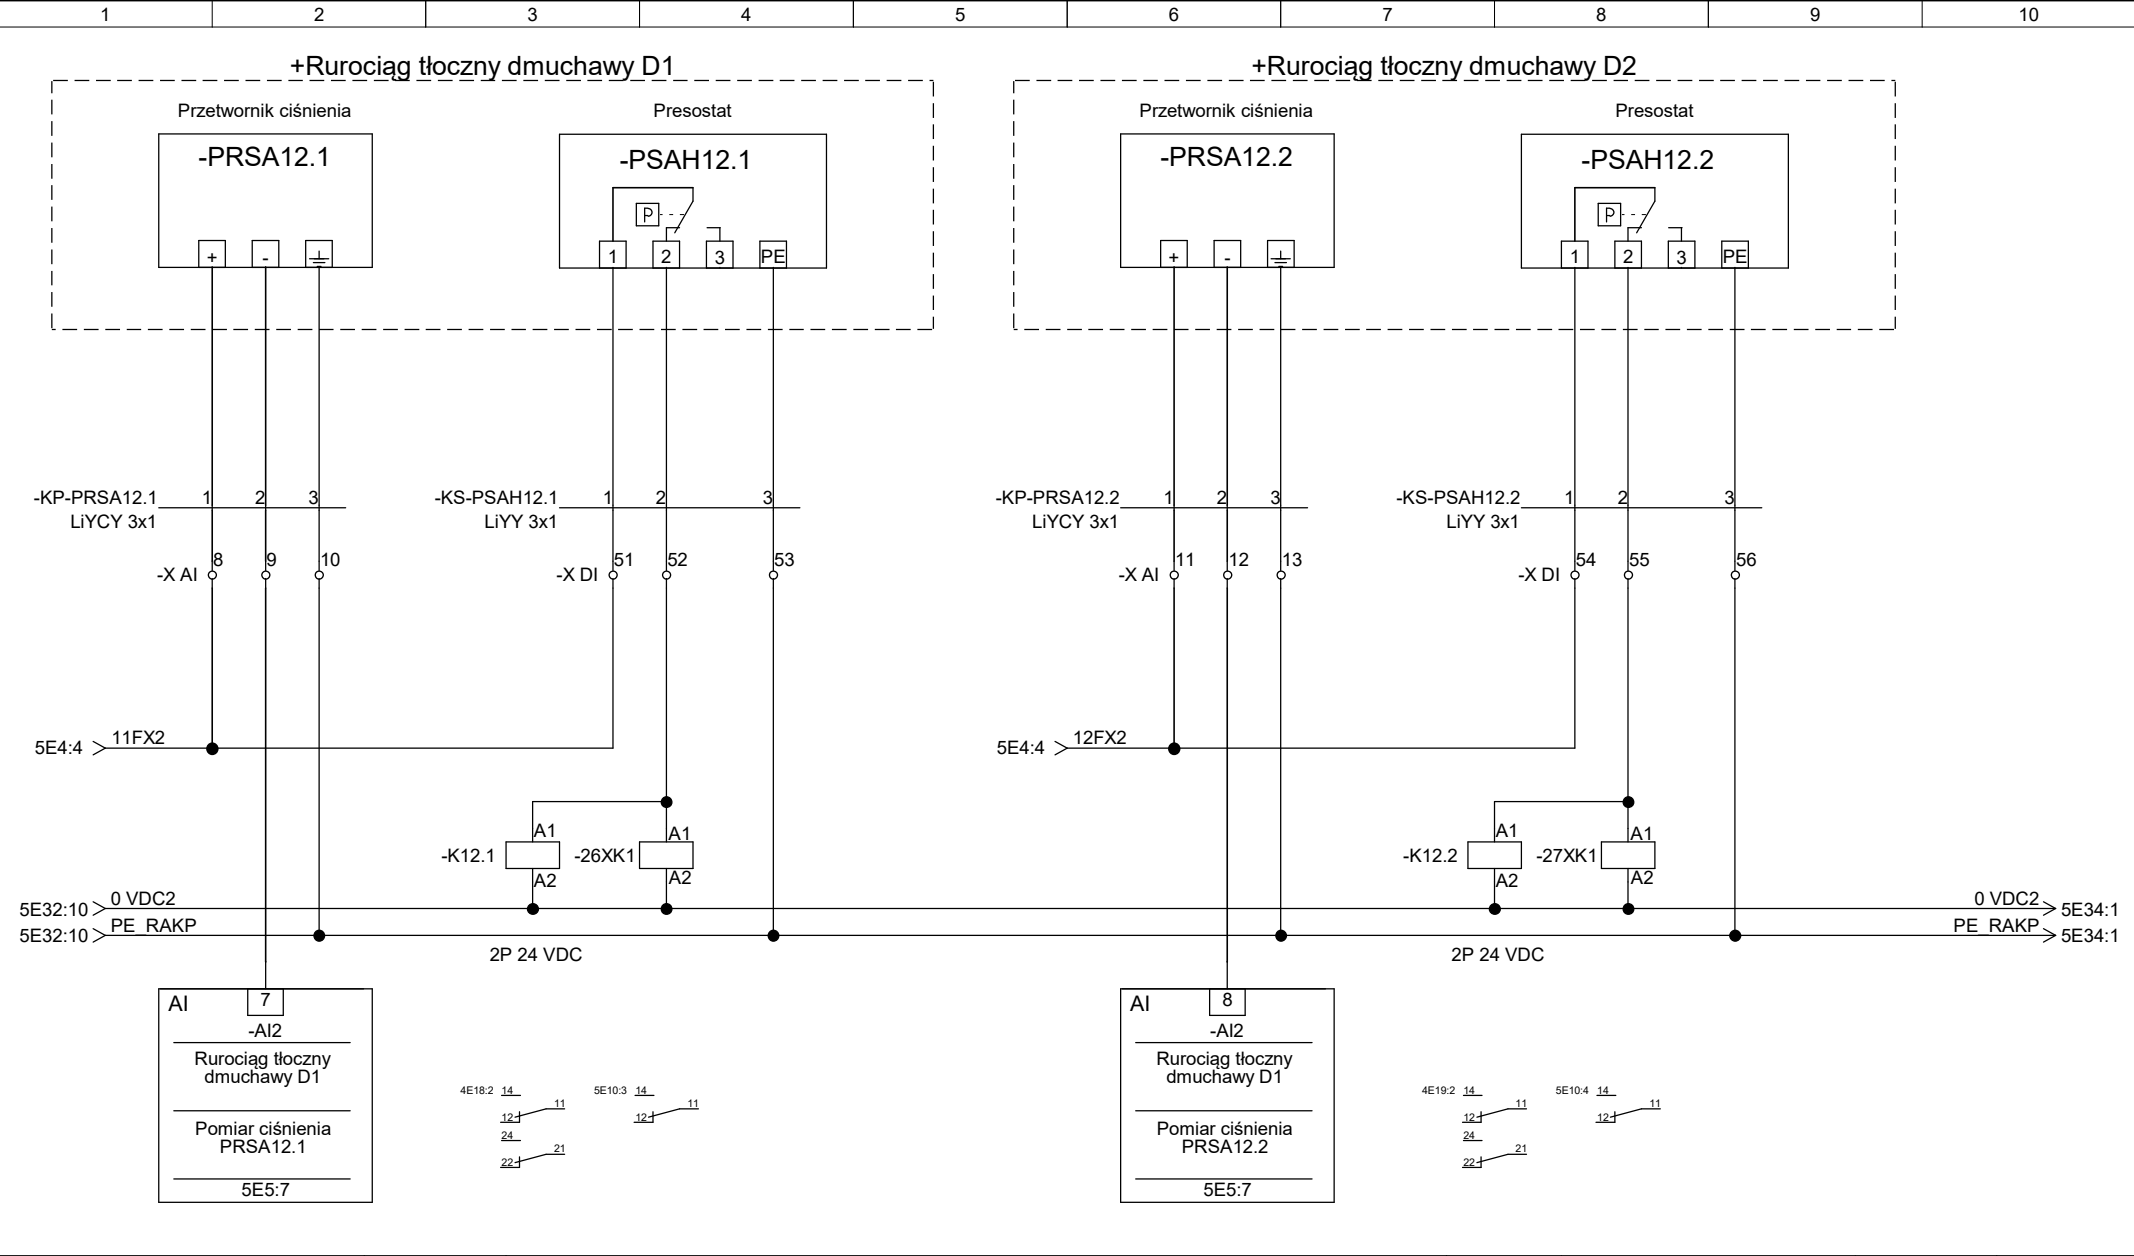 1 2 3 4 5 6 7 8 9 10
+Rurociąg tłoczny dmuchawy D1
Przetwornik ciśnienia
-PRSA12.1
+ -
Presostat
-PSAH12.1
P
1 2 3 PE
+Rurociąg tłoczny dmuchawy D2
Przetwornik ciśnienia
-PRSA12.2
+ -
Presostat
-PSAH12.2
P
1 2 3 PE
-KP-PRSA12.1 1 2 3
LiYCY 3x1
-KS-PSAH12.1 1 2 3
LiYY 3x1
-KP-PRSA12.2 1 2 3
LiYCY 3x1
-KS-PSAH12.2 1 2 3
LiYY 3x1
-X AI 8 9 10
-X DI 51 52 53
-X AI 11 12 13
-X DI 54 55 56
5E4:4 11FX2
5E4:4 12FX2
A1 A1
-K12.1 -26XK1
A2 A2
A1 A1
-K12.2 -27XK1
A2 A2
5E32:10 0 VDC2
0 VDC2 5E34:1
5E32:10 PE_RAKP
PE_RAKP 5E34:1
2P 24 VDC
2P 24 VDC
AI 7
-AI2
Rurociąg tłoczny
dmuchawy D1
Pomiar ciśnienia
PRSA12.1
5E5:7
4E18:2 14
11
12
24
21
22
5E10:3 14
11
12
AI 8
-AI2
Rurociąg tłoczny
dmuchawy D1
Pomiar ciśnienia
PRSA12.2
5E5:7
4E19:2 14
11
12
24
21
22
5E10:4 14
11
12